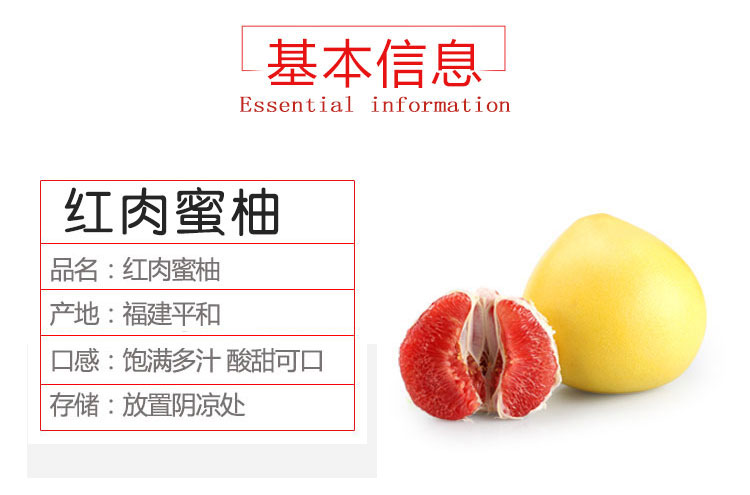 基本信息
Essential information
红肉蜜柚
品名：红肉蜜柚
产地：福建平和
口感：饱满多汁 酸甜可口
存储：放置阴凉处